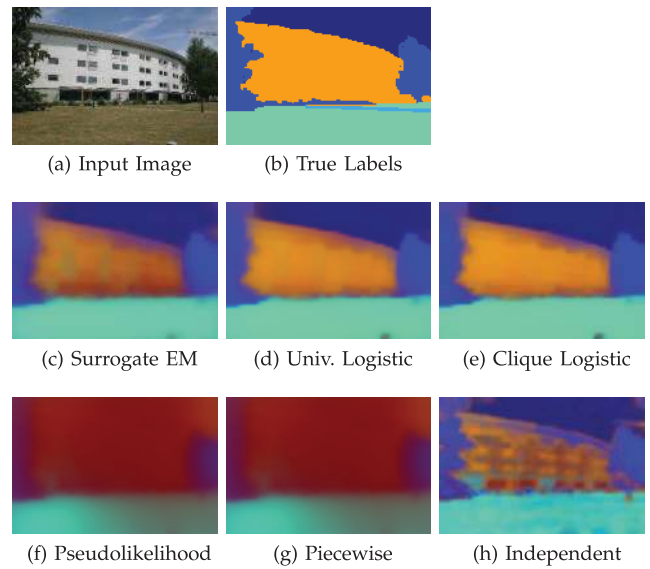 (a) Input Image
(b) True Labels
(c) Surrogate EM
(d) Univ. Logistic
(e) Clique Logistic
(f) Pseudolikelihood
(g) Piecewise
(h) Independent